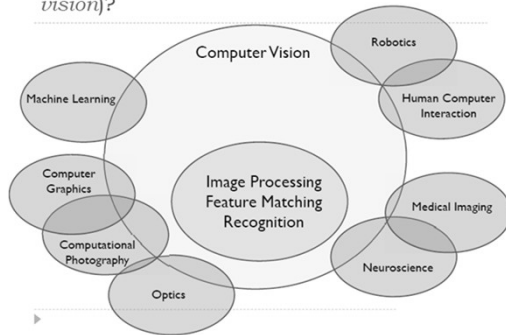 vision)?
Computer Vision
Robotics
Machine Learning
Human Computer
Interaction
Computer
Graphics
Image Processing
Feature Matching
Recognition
Medical Imaging
Computational
Photography
Neuroscience
Optics